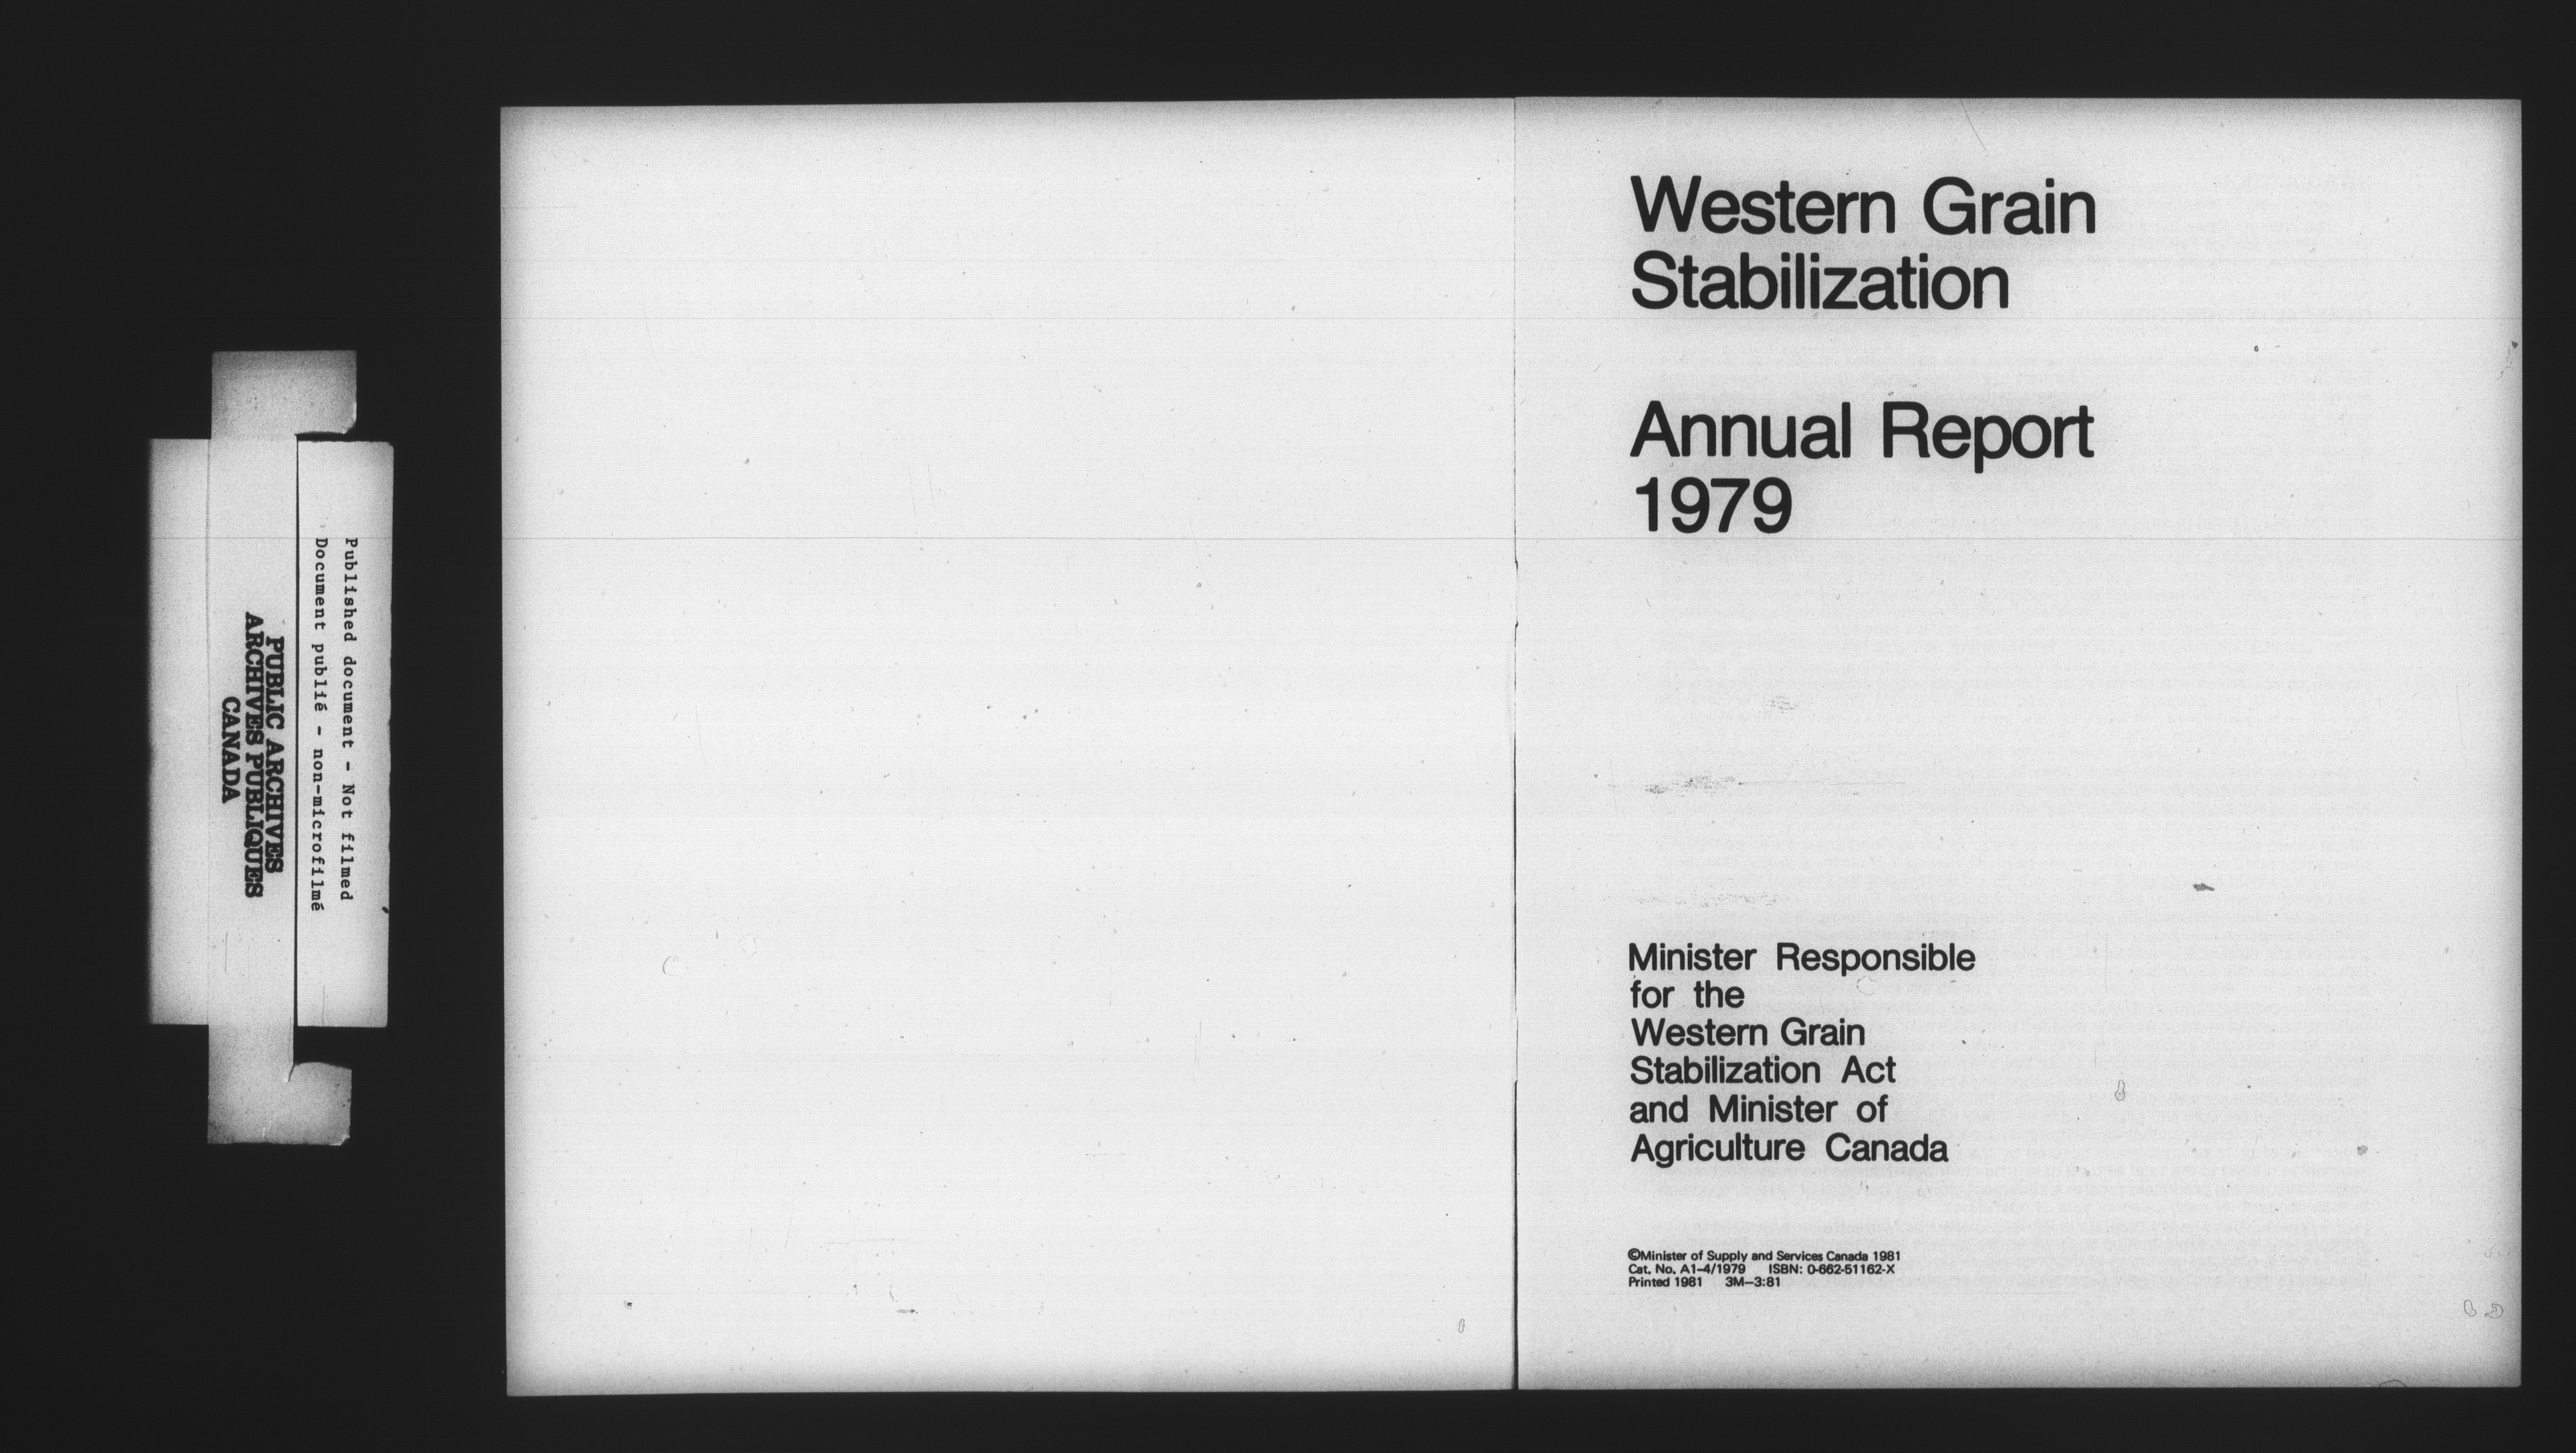 Published document - Not filmed
Document publié - non-microfilmé
PUBLIC ARCHIVES
ARCHIVES PUBLIQUES
CANADA
Western Grain
Stabilization
Annual Report
1979
Minister Responsible
for the
Western Grain
Stabilization Act
and Minister of
Agriculture Canada
©Minister of Supply and Services Canada 1981
Cat. No. A1-4/1979 ISBN: 0-662-51162-X
Printed 1981 3M-3:81